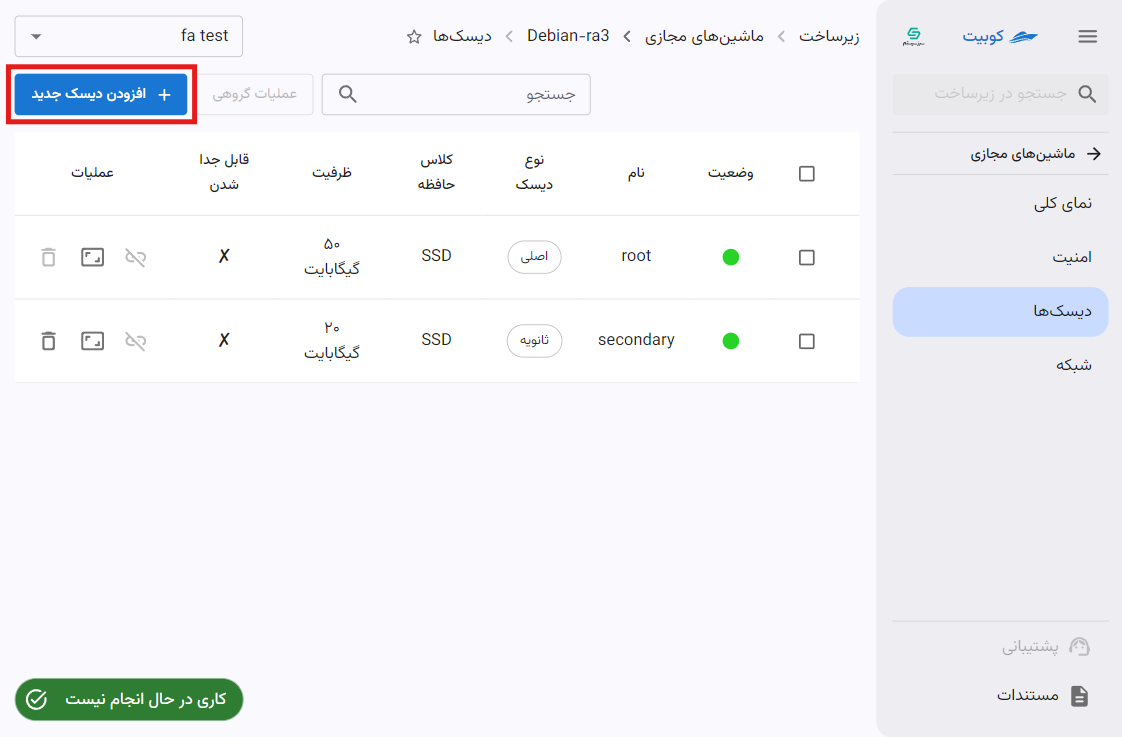 کوبیت
جستجو در زیرساخت
ماشین‌های مجازی
نمای کلی
امنیت
دیسک‌ها
شبکه
پشتیبانی
مستندات
زیرساخت
ماشین‌های مجازی
Debian-ra3
دیسک‌ها
fa test
جستجو
عملیات گروهی
+ افزودن دیسک جدید
وضعیت
نام
نوع
دیسک
کلاس
حافظه
ظرفیت
قابل جدا
شدن
عملیات
root
اصلی
SSD
۵۰
گیگابایت
✗
secondary
ثانویه
SSD
۲۰
گیگابایت
✗
کاری در حال انجام نیست